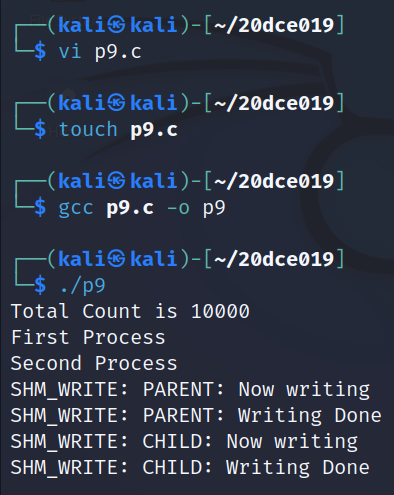 ┌──(kali㉿kali)-[~/20dce019]
└─$ vi p9.c
┌──(kali㉿kali)-[~/20dce019]
└─$ touch p9.c
┌──(kali㉿kali)-[~/20dce019]
└─$ gcc p9.c -o p9
┌──(kali㉿kali)-[~/20dce019]
└─$ ./p9
Total Count is 10000
First Process
Second Process
SHM_WRITE: PARENT: Now writing
SHM_WRITE: PARENT: Writing Done
SHM_WRITE: CHILD: Now writing
SHM_WRITE: CHILD: Writing Done